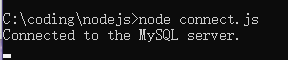 C:\coding\nodejs>node connect.js
Connected to the MySQL server.